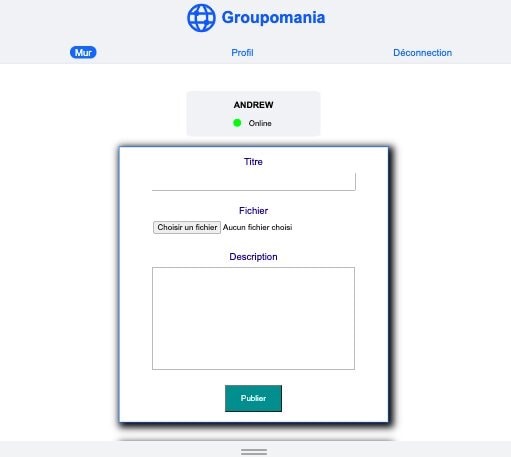 Groupomania
Mur Profil Déconnection
ANDREW
Online
Titre
Fichier
Choisir un fichier Aucun fichier choisi
Description
Publier